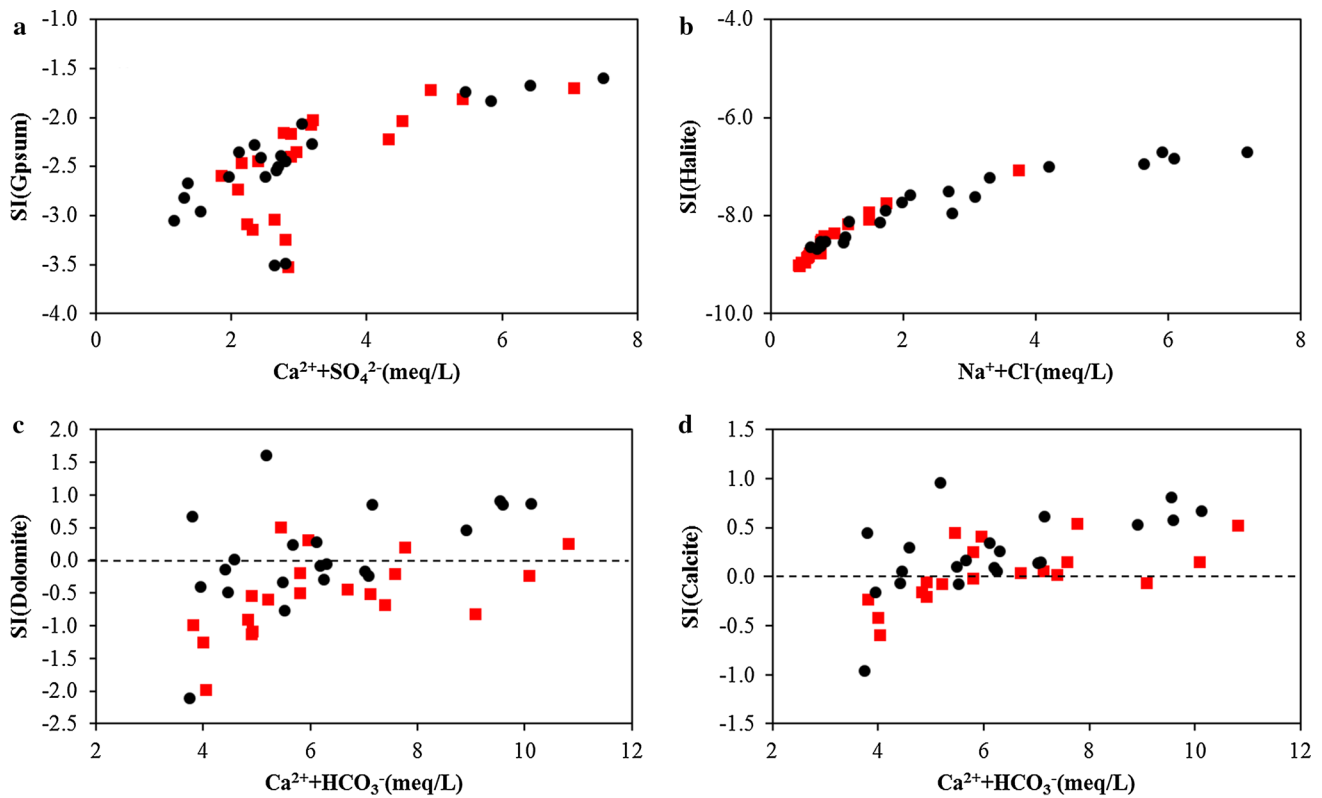 a
-1.0
-1.5
-2.0
-2.5
-3.0
-3.5
-4.0
SI(Gpsum)
0 2 4 6 8
Ca²⁺+SO₄²⁻(meq/L)
b
-4.0
-6.0
-8.0
-10.0
SI(Halite)
0 2 4 6 8
Na⁺+Cl⁻(meq/L)
c
2.0
1.5
1.0
0.5
0.0
-0.5
-1.0
-1.5
-2.0
-2.5
SI(Dolomite)
2 4 6 8 10 12
Ca²⁺+HCO₃⁻(meq/L)
d
1.5
1.0
0.5
0.0
-0.5
-1.0
-1.5
SI(Calcite)
2 4 6 8 10 12
Ca²⁺+HCO₃⁻(meq/L)